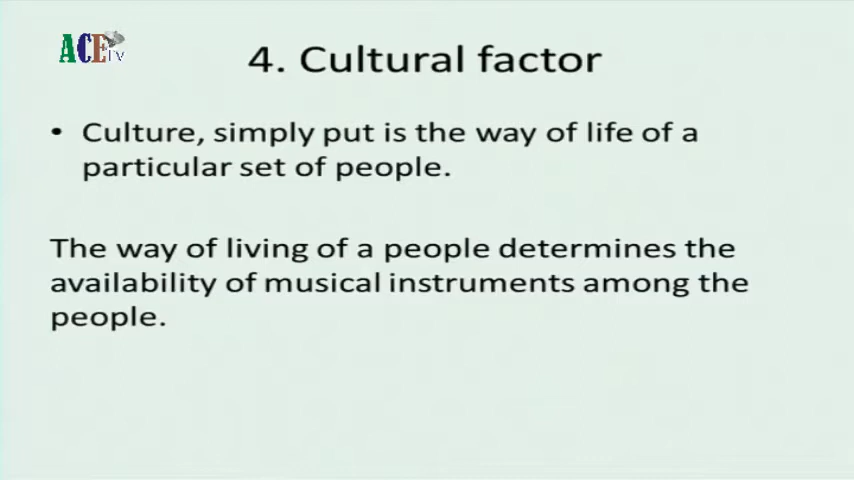 ACE TV
4. Cultural factor
• Culture, simply put is the way of life of a
particular set of people.
The way of living of a people determines the
availability of musical instruments among the
people.